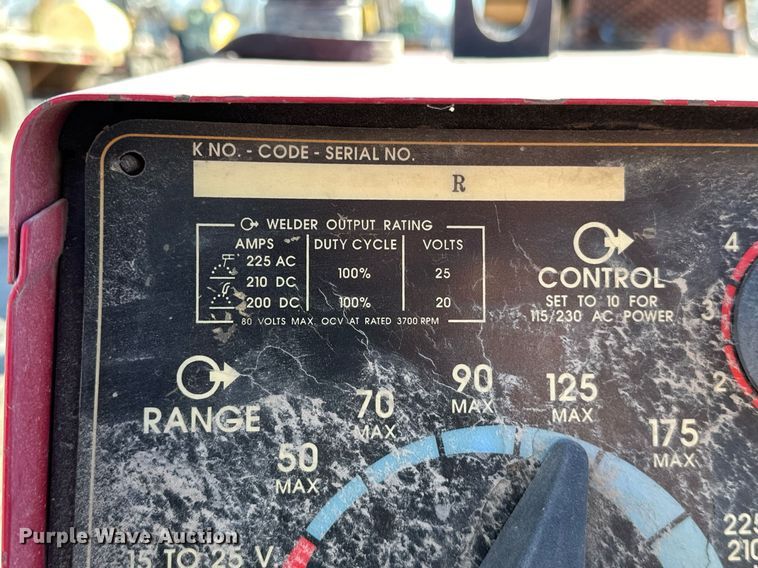 K NO. - CODE - SERIAL NO.
R
WELDER OUTPUT RATING
AMPS DUTY CYCLE VOLTS
225 AC
210 DC 100% 25
200 DC 100% 20
80 VOLTS MAX. OCV AT RATED 3700 RPM
CONTROL
SET TO 10 FOR
115/230 AC POWER
4
3
2
RANGE
50
MAX
70
MAX
90
MAX
125
MAX
175
MAX
225
210
15 TO 25 V
Purple Wave Auction